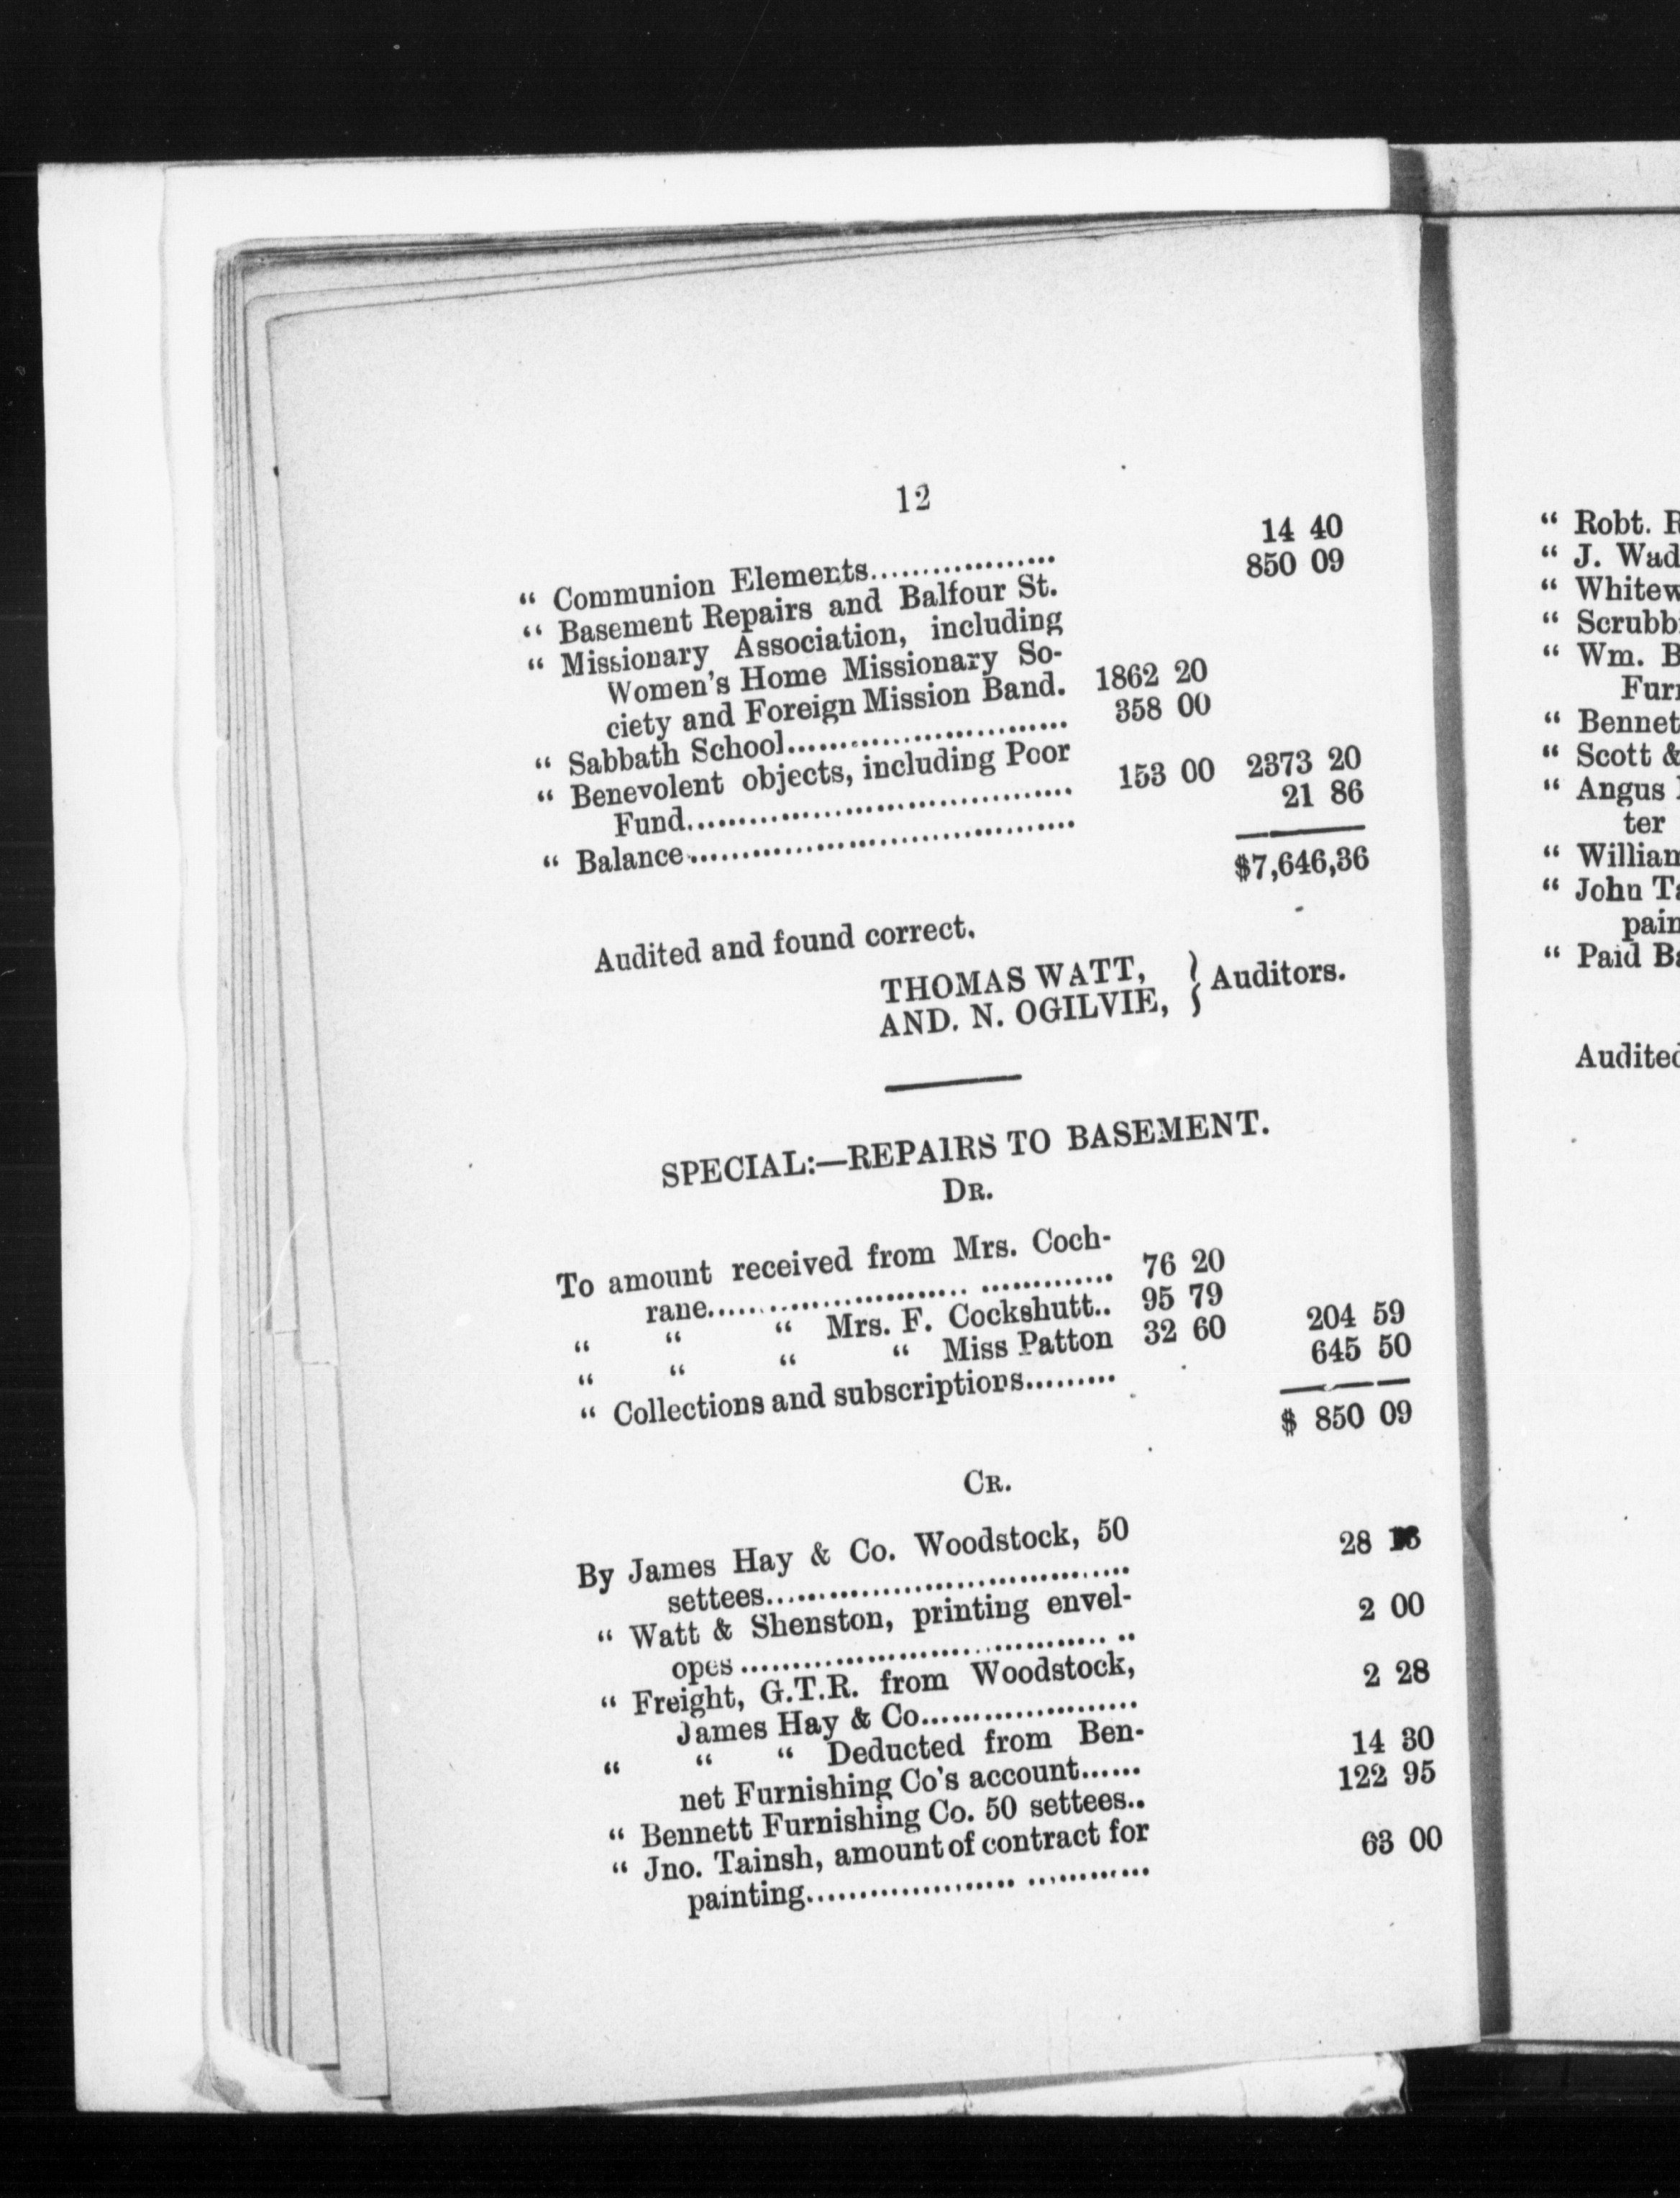 12
“ Communion Elements.................. 14 40
“ Basement Repairs and Balfour St. 850 09
“ Missionary Association, including
Women's Home Missionary So-
ciety and Foreign Mission Band. 1862 20
“ Sabbath School............................ 358 00
“ Benevolent objects, including Poor
Fund...................................... 153 00 2373 20
“ Balance...................................... 21 86
$7,646,36
Audited and found correct.
THOMAS WATT,
AND. N. OGILVIE, } Auditors.
SPECIAL:—REPAIRS TO BASEMENT.
DR.
To amount received from Mrs. Coch-
rane......................... ............. 76 20
“ “ “ Mrs. F. Cockshutt.. 95 79
“ “ “ “ Miss Patton 32 60 204 59
“ Collections and subscriptions......... 645 50
$ 850 09
CR.
By James Hay & Co. Woodstock, 50
settees.................................... 28
“ Watt & Shenston, printing envel-
opes ................................... .. 2 00
“ Freight, G.T.R. from Woodstock,
James Hay & Co..................... 2 28
“ “ “ Deducted from Ben-
net Furnishing Co's account...... 14 30
“ Bennett Furnishing Co. 50 settees.. 122 95
“ Jno. Tainsh, amount of contract for
painting.................... ............ 63 00
“ Robt. R
“ J. Wad
“ Whitew
“ Scrubb
“ Wm. B
Furn
“ Bennet
“ Scott &
“ Angus
ter
“ William
“ John Ta
pain
“ Paid Ba
Audited